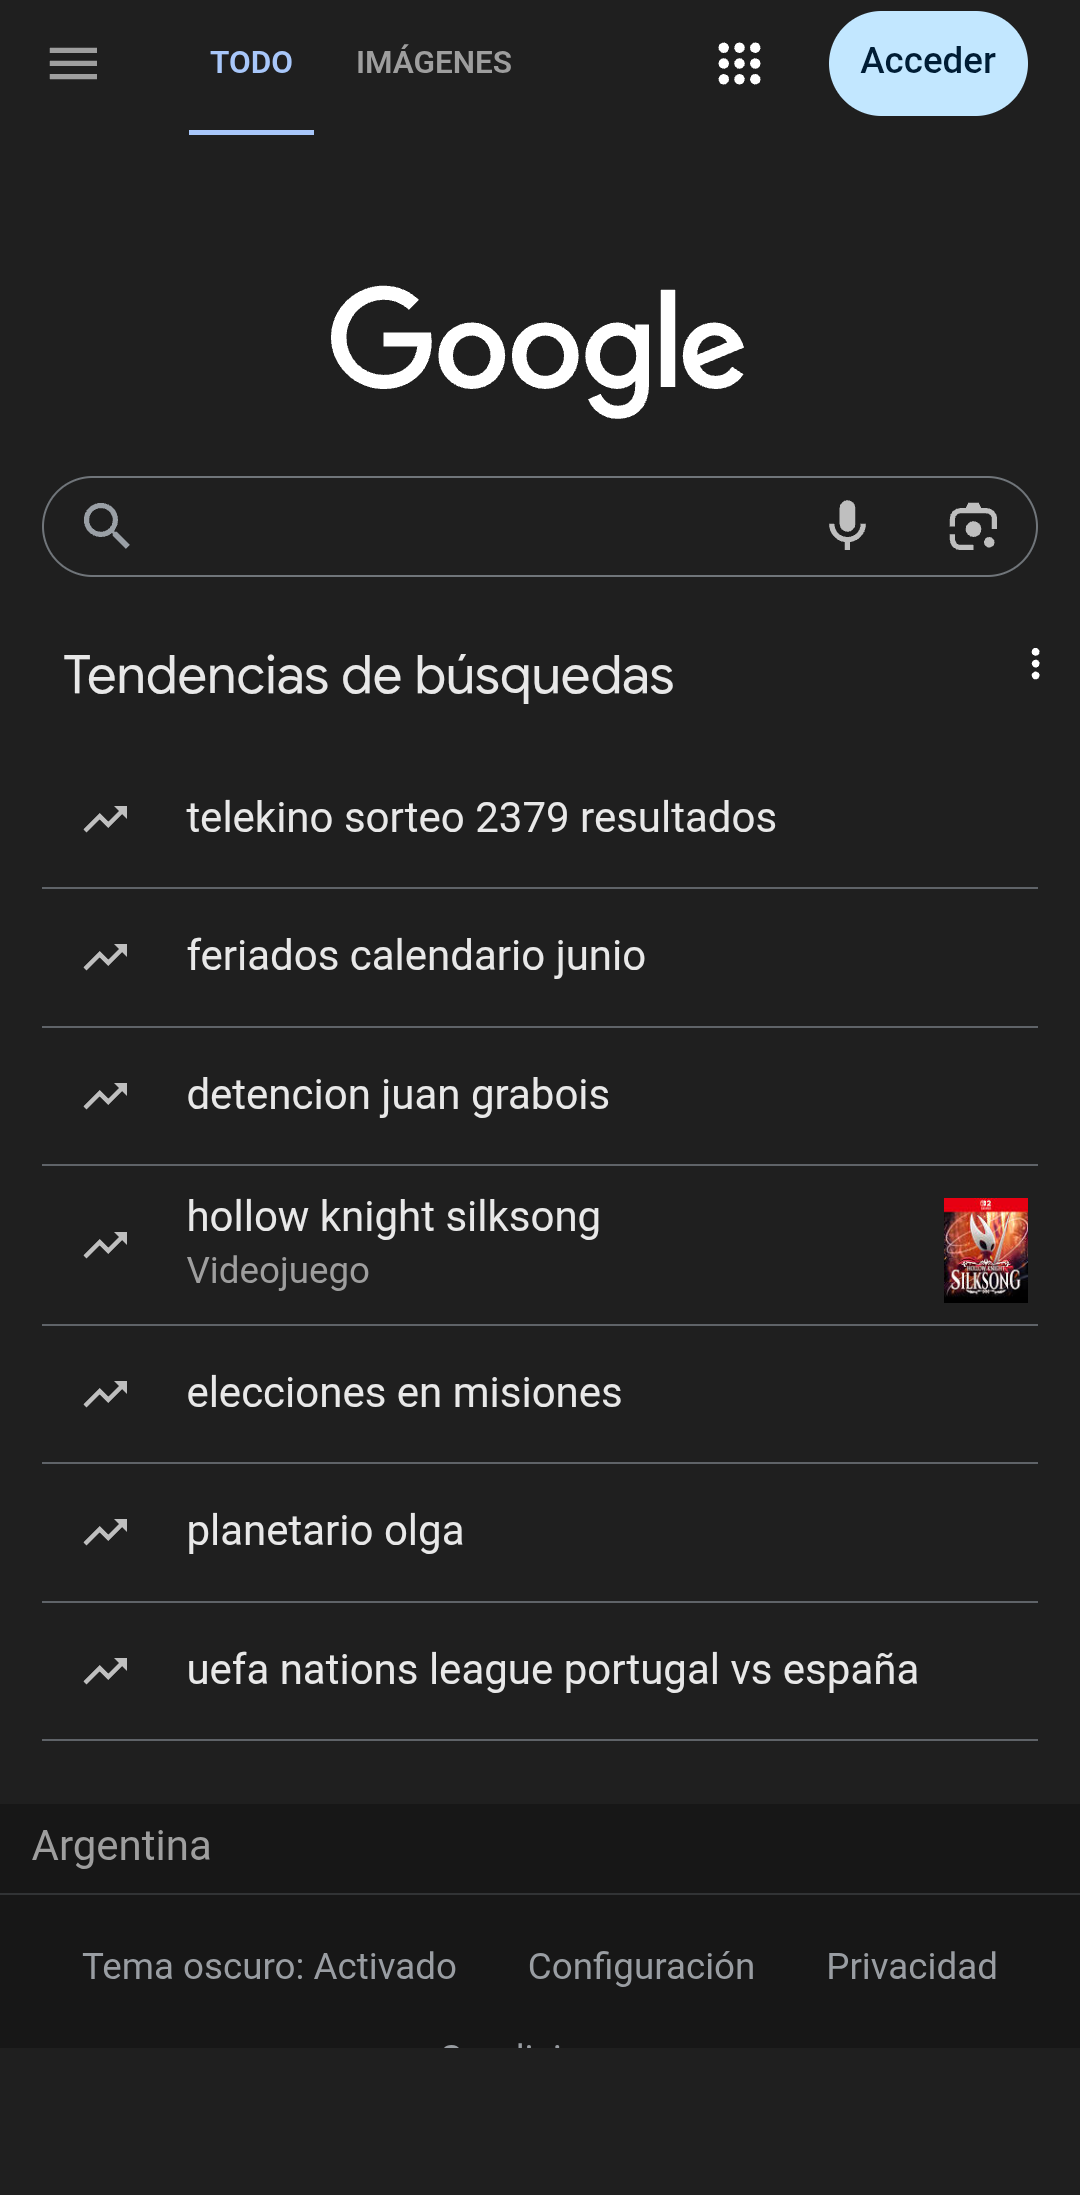 TODO IMÁGENES Acceder
Google
Tendencias de búsquedas
telekino sorteo 2379 resultados
feriados calendario junio
detencion juan grabois
hollow knight silksong
Videojuego
SILKSONG
elecciones en misiones
planetario olga
uefa nations league portugal vs españa
Argentina
Tema oscuro: Activado Configuración Privacidad